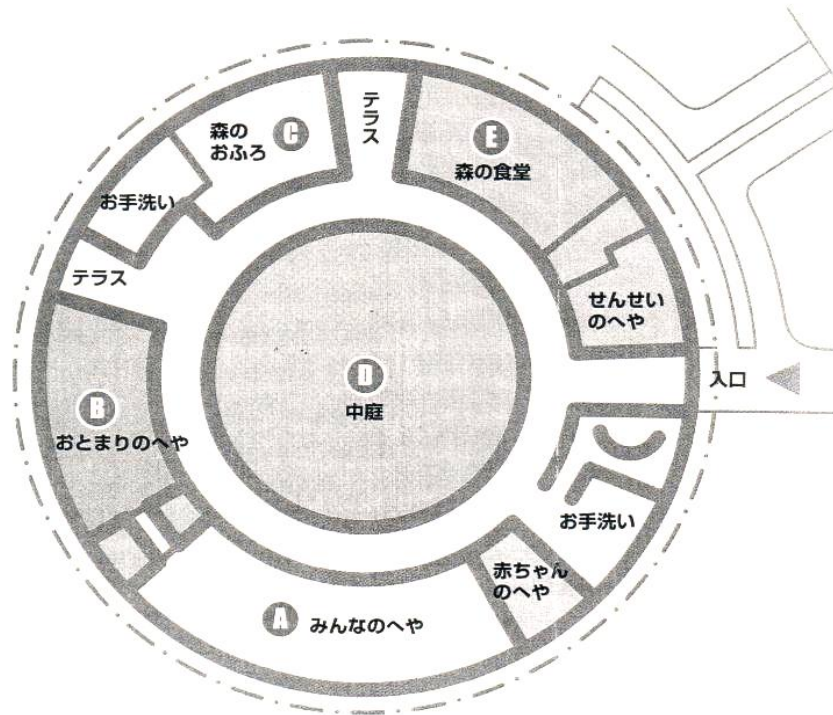 テラス
E
森の食堂
森の
おふろ
C
お手洗い
テラス
せんせい
のへや
入口
D
中庭
B
おとまりのへや
お手洗い
赤ちゃん
のへや
A
みんなのへや